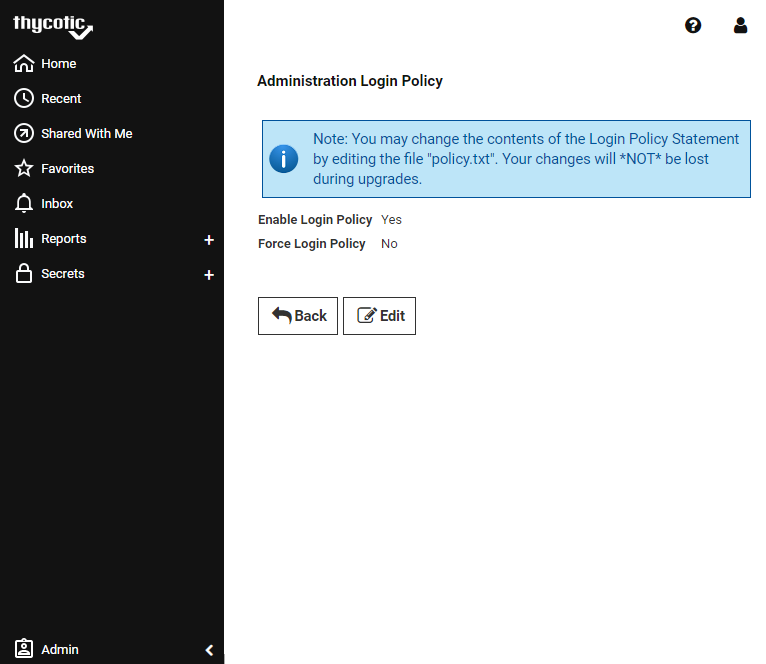 thycotic
Home
Recent
Shared With Me
Favorites
Inbox
Reports
Secrets
Admin
Administration Login Policy
Note: You may change the contents of the Login Policy Statement
by editing the file "policy.txt". Your changes will *NOT* be lost
during upgrades.
Enable Login Policy Yes
Force Login Policy No
Back Edit